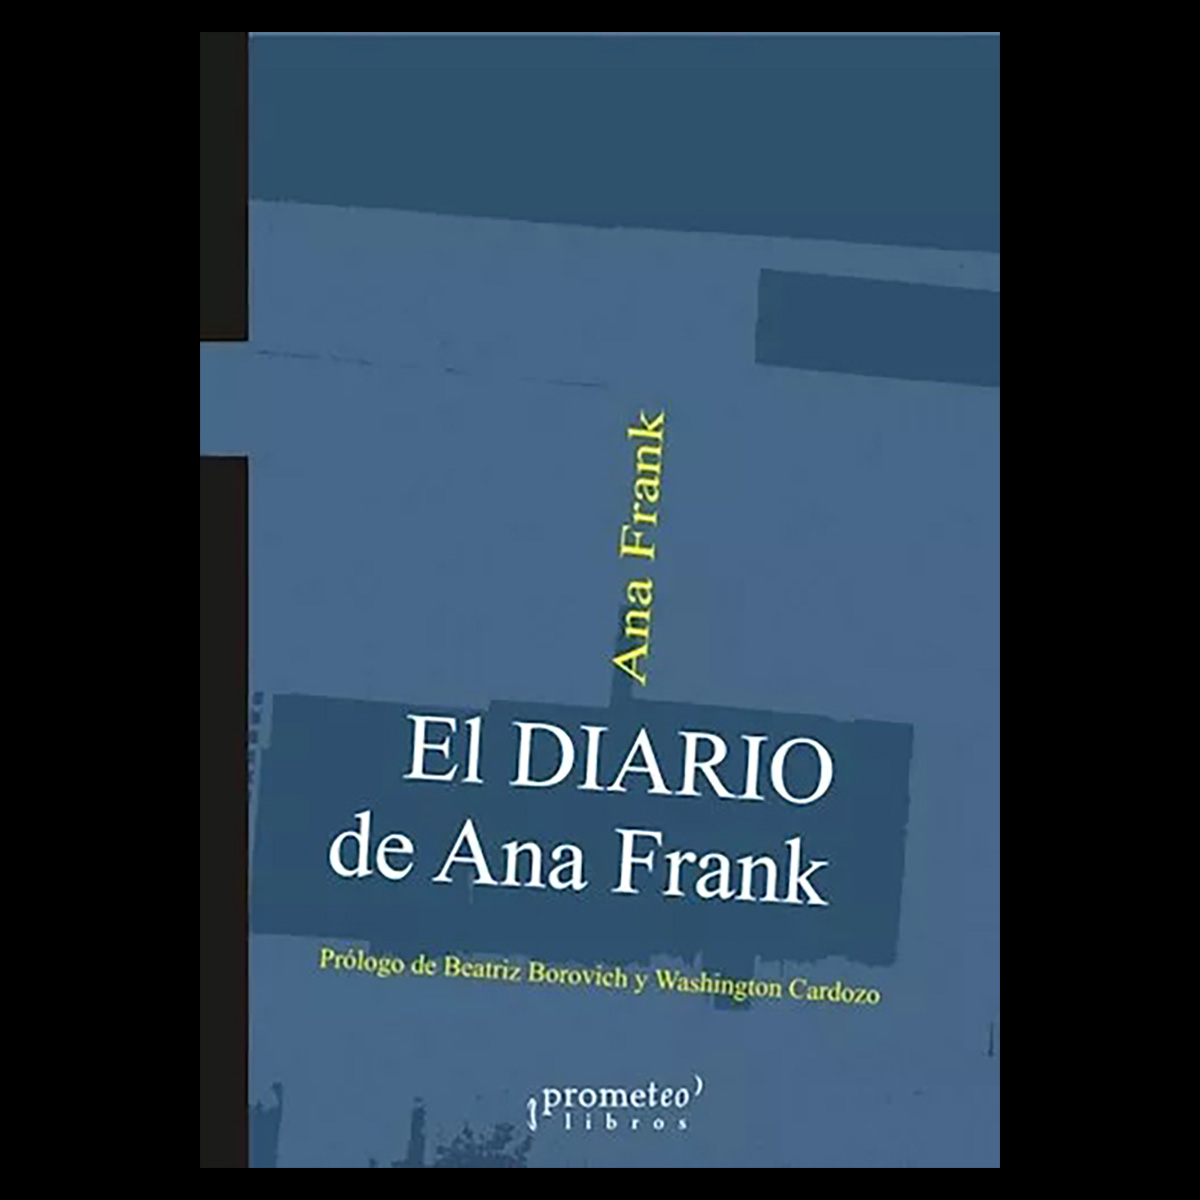 Ana Frank
El DIARIO
de Ana Frank
Prólogo de Beatriz Borovich y Washington Cardozo
prometeo
libros